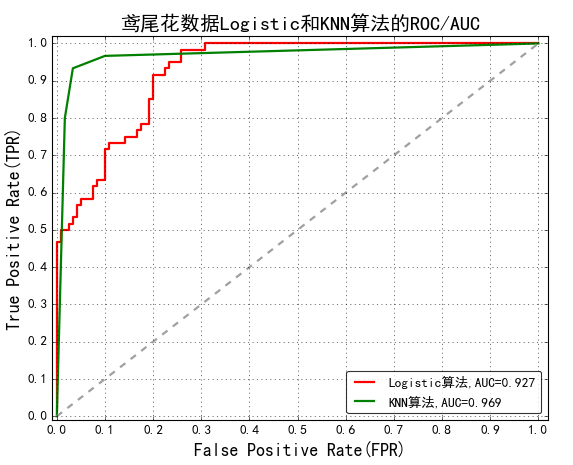 鸢尾花数据Logistic和KNN算法的ROC/AUC
1.0
0.9
0.8
0.7
0.6
0.5
0.4
0.3
0.2
0.1
0.0
True Positive Rate(TPR)
0.0 0.1 0.2 0.3 0.4 0.5 0.6 0.7 0.8 0.9 1.0
False Positive Rate(FPR)
Logistic算法,AUC=0.927
KNN算法,AUC=0.969